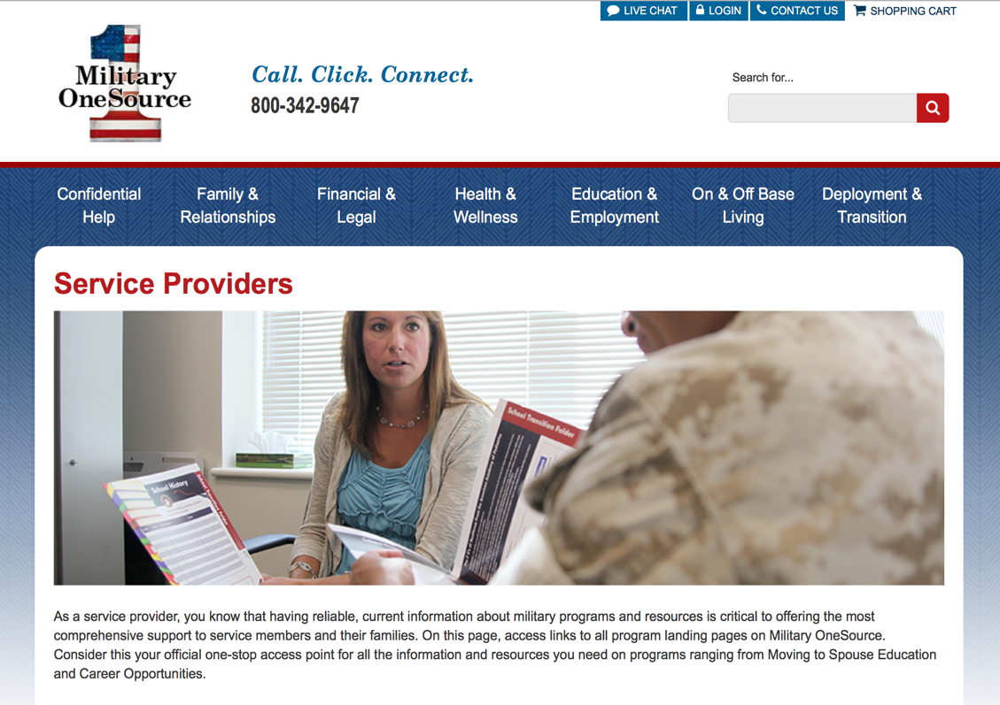 LIVE CHAT
LOGIN
CONTACT US
SHOPPING CART
Military
OneSource
Call. Click. Connect.
800-342-9647
Search for...
Confidential
Help
Family &
Relationships
Financial &
Legal
Health &
Wellness
Education &
Employment
On & Off Base
Living
Deployment &
Transition
Service Providers
School Transition Folder
School History
School Transition Folder
As a service provider, you know that having reliable, current information about military programs and resources is critical to offering the most
comprehensive support to service members and their families. On this page, access links to all program landing pages on Military OneSource.
Consider this your official one-stop access point for all the information and resources you need on programs ranging from Moving to Spouse Education
and Career Opportunities.